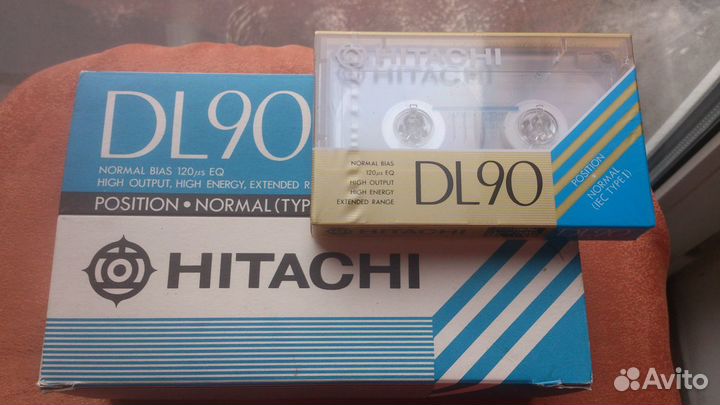 DL90
NORMAL BIAS 120μs EQ
HIGH OUTPUT, HIGH ENERGY, EXTENDED
POSITION • NORMAL (TYP
HITACHI
HITACHI
HITACHI
NORMAL BIAS
120μs EQ
HIGH OUTPUT
HIGH ENERGY
EXTENDED RANGE
DL90
POSITION
NORMAL
(IEC TYPE I)
Avito